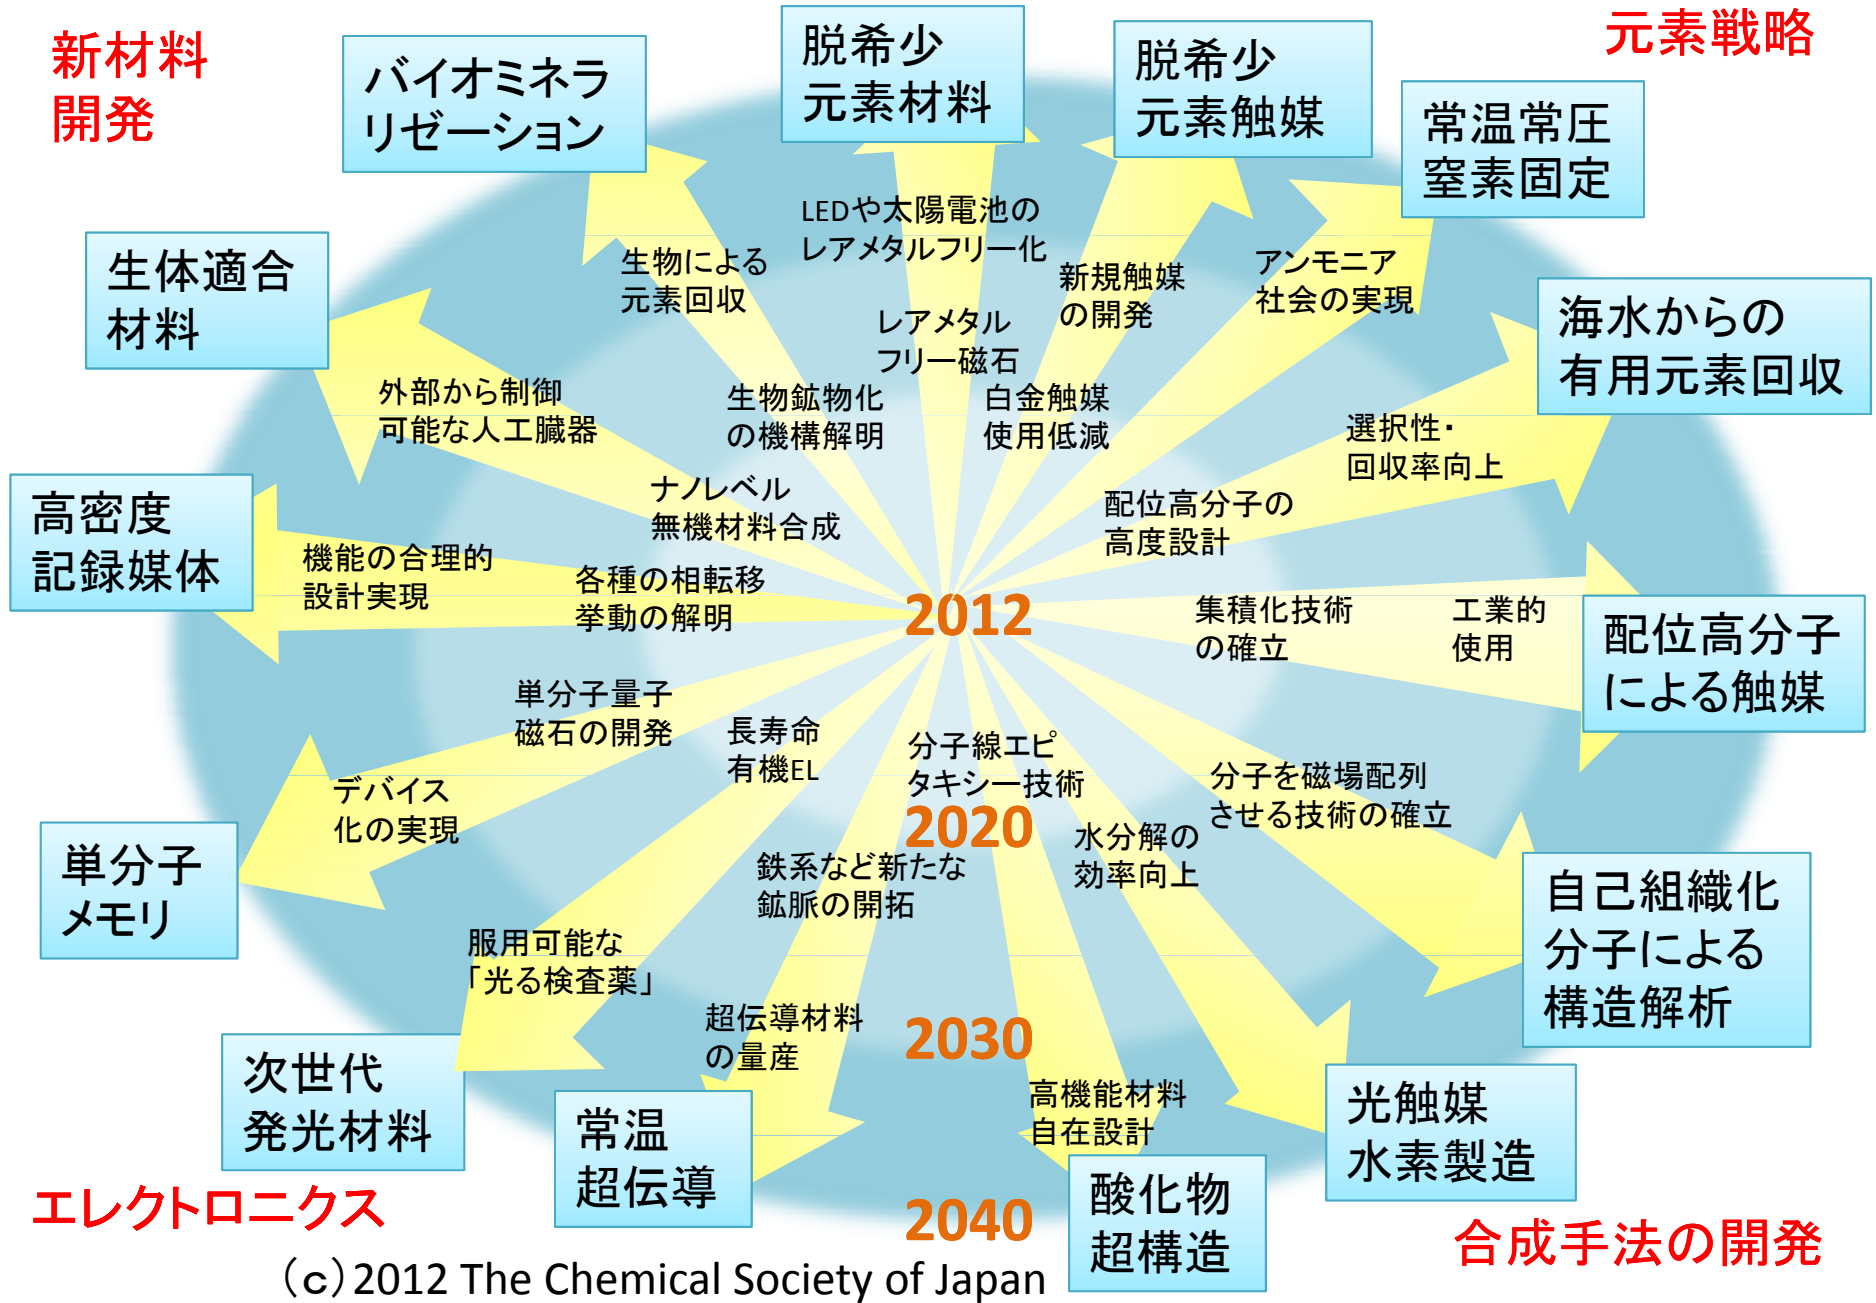 新材料
開発
元素戦略
バイオミネラ
リゼーション
脱希少
元素材料
脱希少
元素触媒
常温常圧
窒素固定
生体適合
材料
海水からの
有用元素回収
高密度
記録媒体
配位高分子
による触媒
単分子
メモリ
自己組織化
分子による
構造解析
次世代
発光材料
常温
超伝導
酸化物
超構造
光触媒
水素製造
LEDや太陽電池の
レアメタルフリー化
生物による
元素回収
新規触媒
の開発
アンモニア
社会の実現
レアメタル
フリー磁石
外部から制御
可能な人工臓器
生物鉱物化
の機構解明
白金触媒
使用低減
選択性・
回収率向上
ナノレベル
無機材料合成
配位高分子の
高度設計
機能の合理的
設計実現
各種の相転移
挙動の解明
2012
集積化技術
の確立
工業的
使用
単分子量子
磁石の開発
長寿命
有機EL
分子線エピ
タキシー技術
分子を磁場配列
させる技術の確立
デバイス
化の実現
2020
水分解の
効率向上
鉄系など新たな
鉱脈の開拓
服用可能な
「光る検査薬」
超伝導材料
の量産
2030
高機能材料
自在設計
2040
エレクトロニクス
合成手法の開発
（c）2012 The Chemical Society of Japan